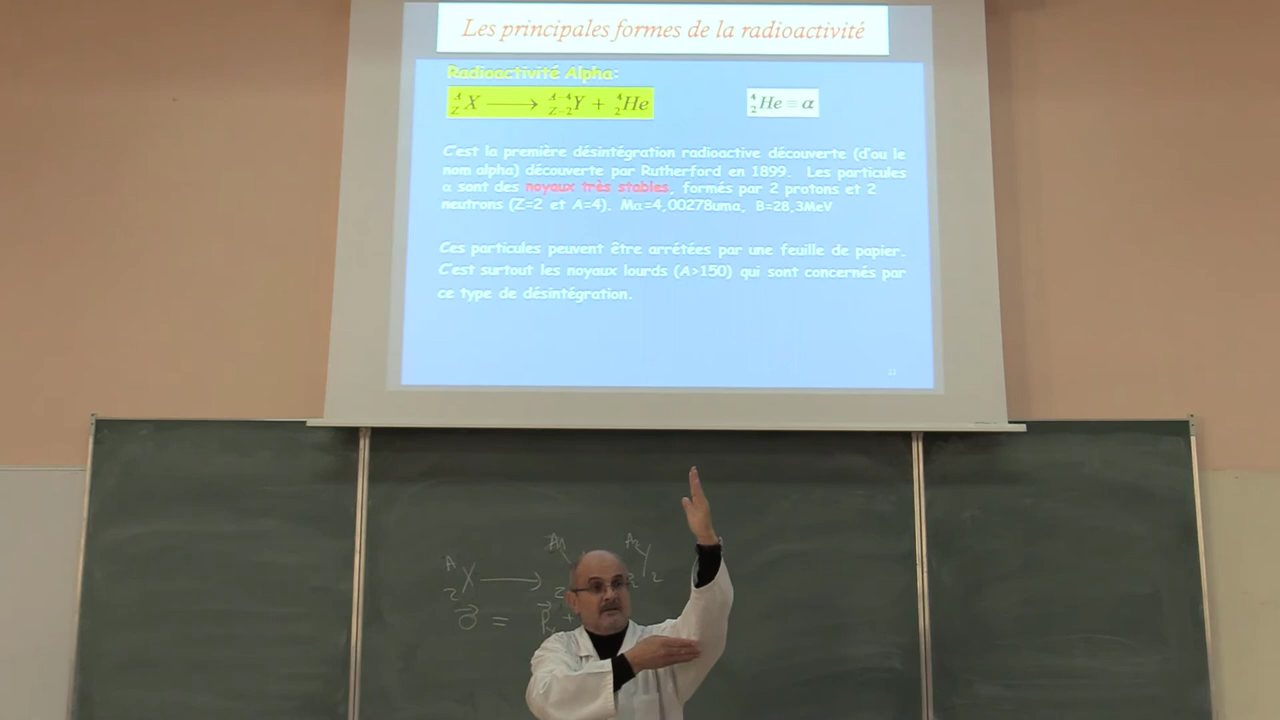 Les principales formes de la radioactivité
Radioactivité Alpha:
^A_Z X ⟶ ^{A-4}_{Z-2} Y + ^4_2 He
^4_2 He ≡ α
C'est la première désintégration radioactive découverte (d'ou le
nom alpha) découverte par Rutherford en 1899. Les particules
α sont des noyaux très stables, formés par 2 protons et 2
neutrons (Z=2 et A=4). Mα=4,00278uma, B=28,3MeV
Ces particules peuvent être arrétées par une feuille de papier.
C'est surtout les noyaux lourds (A>150) qui sont concernés par
ce type de désintégration.
^A_Z X ⟶